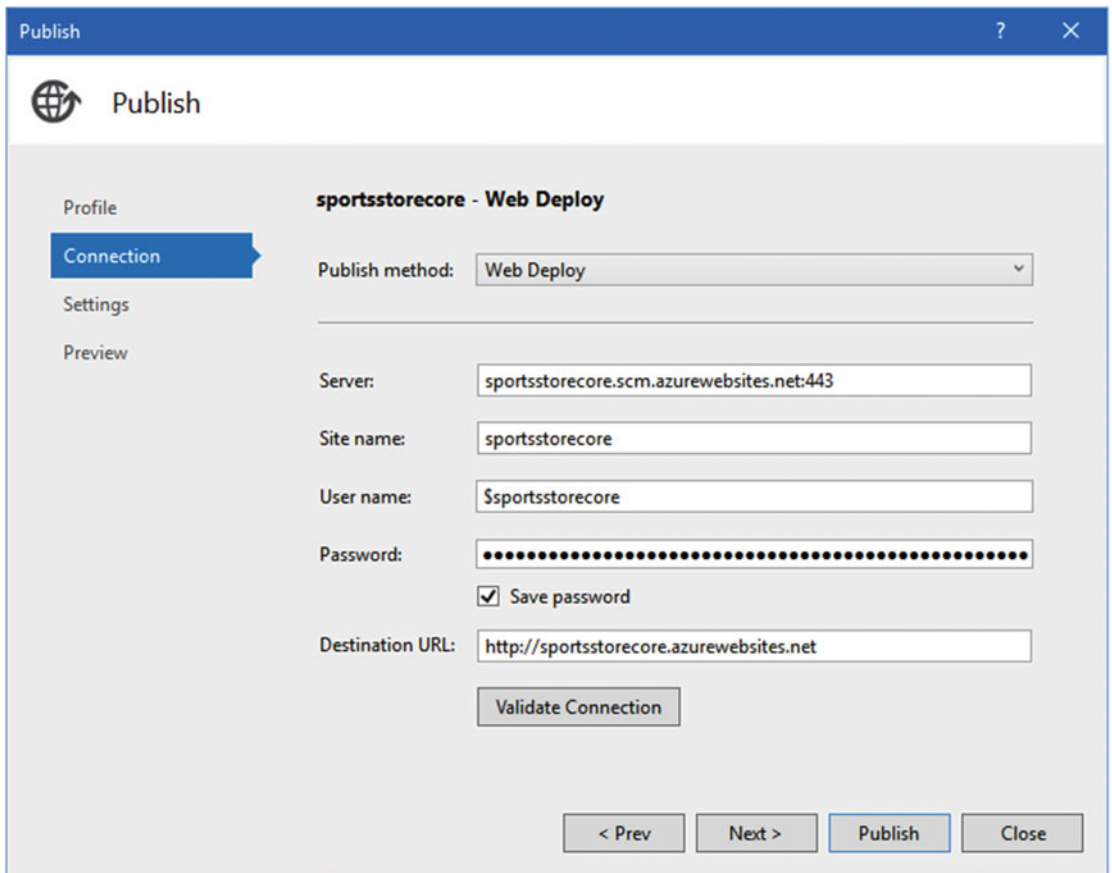 Publish ?
Publish
Profile
Connection
Settings
Preview
sportsstorecore - Web Deploy
Publish method: Web Deploy
Server: sportsstorecore.scm.azurewebsites.net:443
Site name: sportsstorecore
User name: $sportsstorecore
Password: ••••••••••••••••••••••••••••••••••••••••••••••••••
Save password
Destination URL: http://sportsstorecore.azurewebsites.net
Validate Connection
< Prev Next > Publish Close